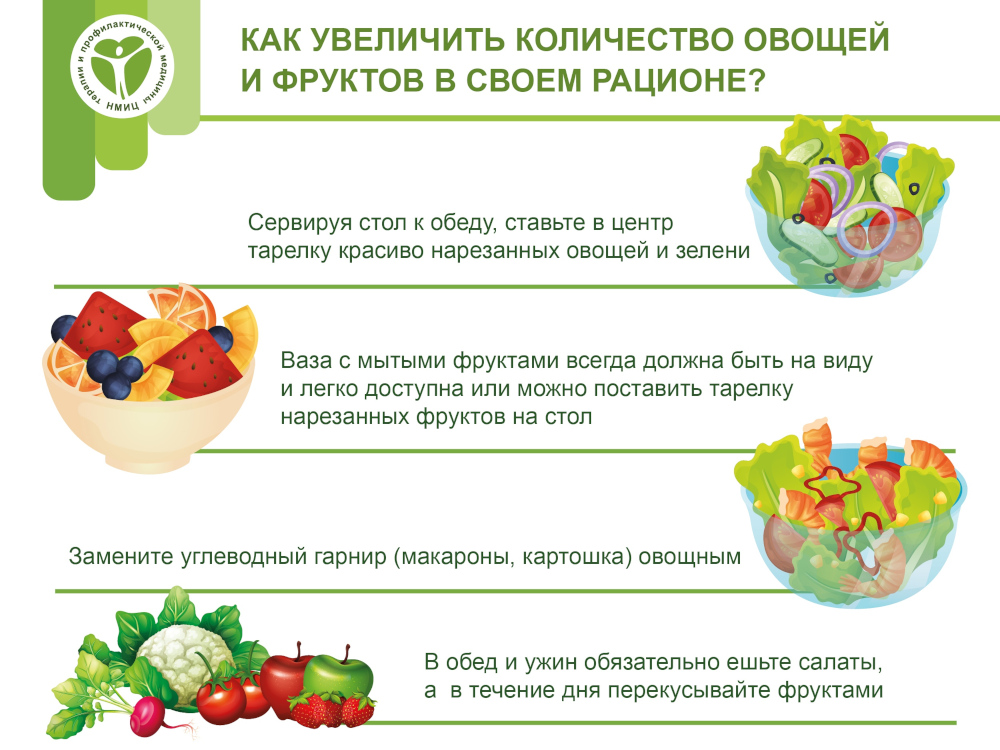 НМИЦ терапии и профилактической медицины
КАК УВЕЛИЧИТЬ КОЛИЧЕСТВО ОВОЩЕЙ
И ФРУКТОВ В СВОЕМ РАЦИОНЕ?
Сервируя стол к обеду, ставьте в центр
тарелку красиво нарезанных овощей и зелени
Ваза с мытыми фруктами всегда должна быть на виду
и легко доступна или можно поставить тарелку
нарезанных фруктов на стол
Замените углеводный гарнир (макароны, картошка) овощным
В обед и ужин обязательно ешьте салаты,
а  в течение дня перекусывайте фруктами